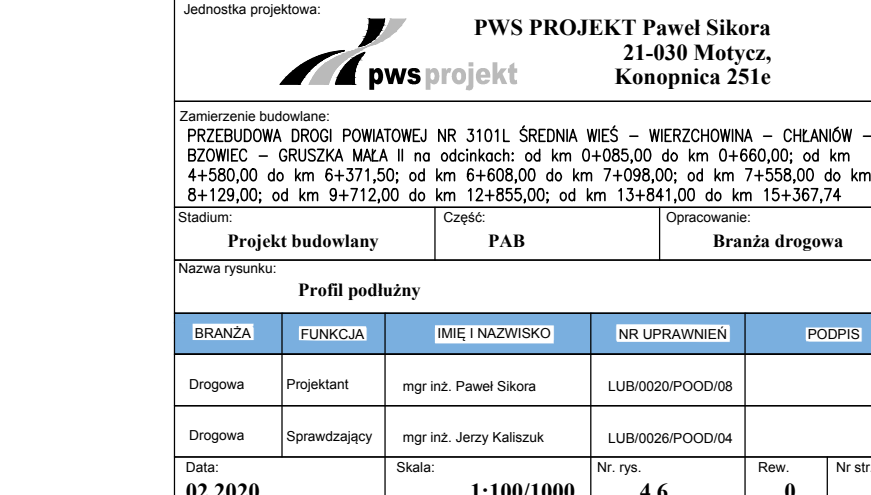 Jednostka projektowa:
PWS PROJEKT Paweł Sikora
21-030 Motycz,
Konopnica 251e
pwsprojekt
Zamierzenie budowlane:
PRZEBUDOWA DROGI POWIATOWEJ NR 3101L ŚREDNIA WIEŚ – WIERZCHOWINA – CHŁANIÓW –
BZOWIEC – GRUSZKA MAŁA II na odcinkach: od km 0+085,00 do km 0+660,00; od km
4+580,00 do km 6+371,50; od km 6+608,00 do km 7+098,00; od km 7+558,00 do km
8+129,00; od km 9+712,00 do km 12+855,00; od km 13+841,00 do km 15+367,74
Stadium: Część: Opracowanie:
Projekt budowlany PAB Branża drogowa
Nazwa rysunku:
Profil podłużny
BRANŻA FUNKCJA IMIĘ I NAZWISKO NR UPRAWNIEŃ PODPIS
Drogowa Projektant mgr inż. Paweł Sikora LUB/0020/POOD/08
Drogowa Sprawdzający mgr inż. Jerzy Kaliszuk LUB/0026/POOD/04
Data: Skala: Nr. rys. Rew. Nr str.
02.2020 1:100/1000 4.6 0